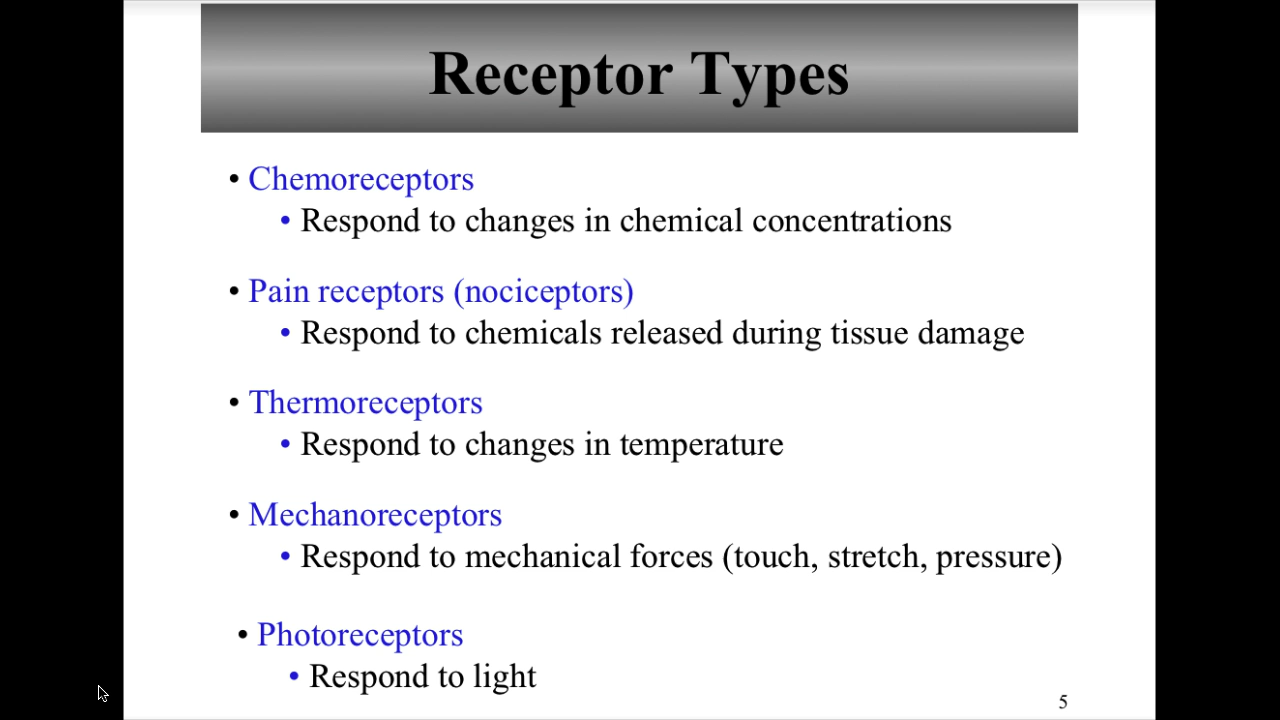 Receptor Types
• Chemoreceptors
• Respond to changes in chemical concentrations
• Pain receptors (nociceptors)
• Respond to chemicals released during tissue damage
• Thermoreceptors
• Respond to changes in temperature
• Mechanoreceptors
• Respond to mechanical forces (touch, stretch, pressure)
• Photoreceptors
• Respond to light
5